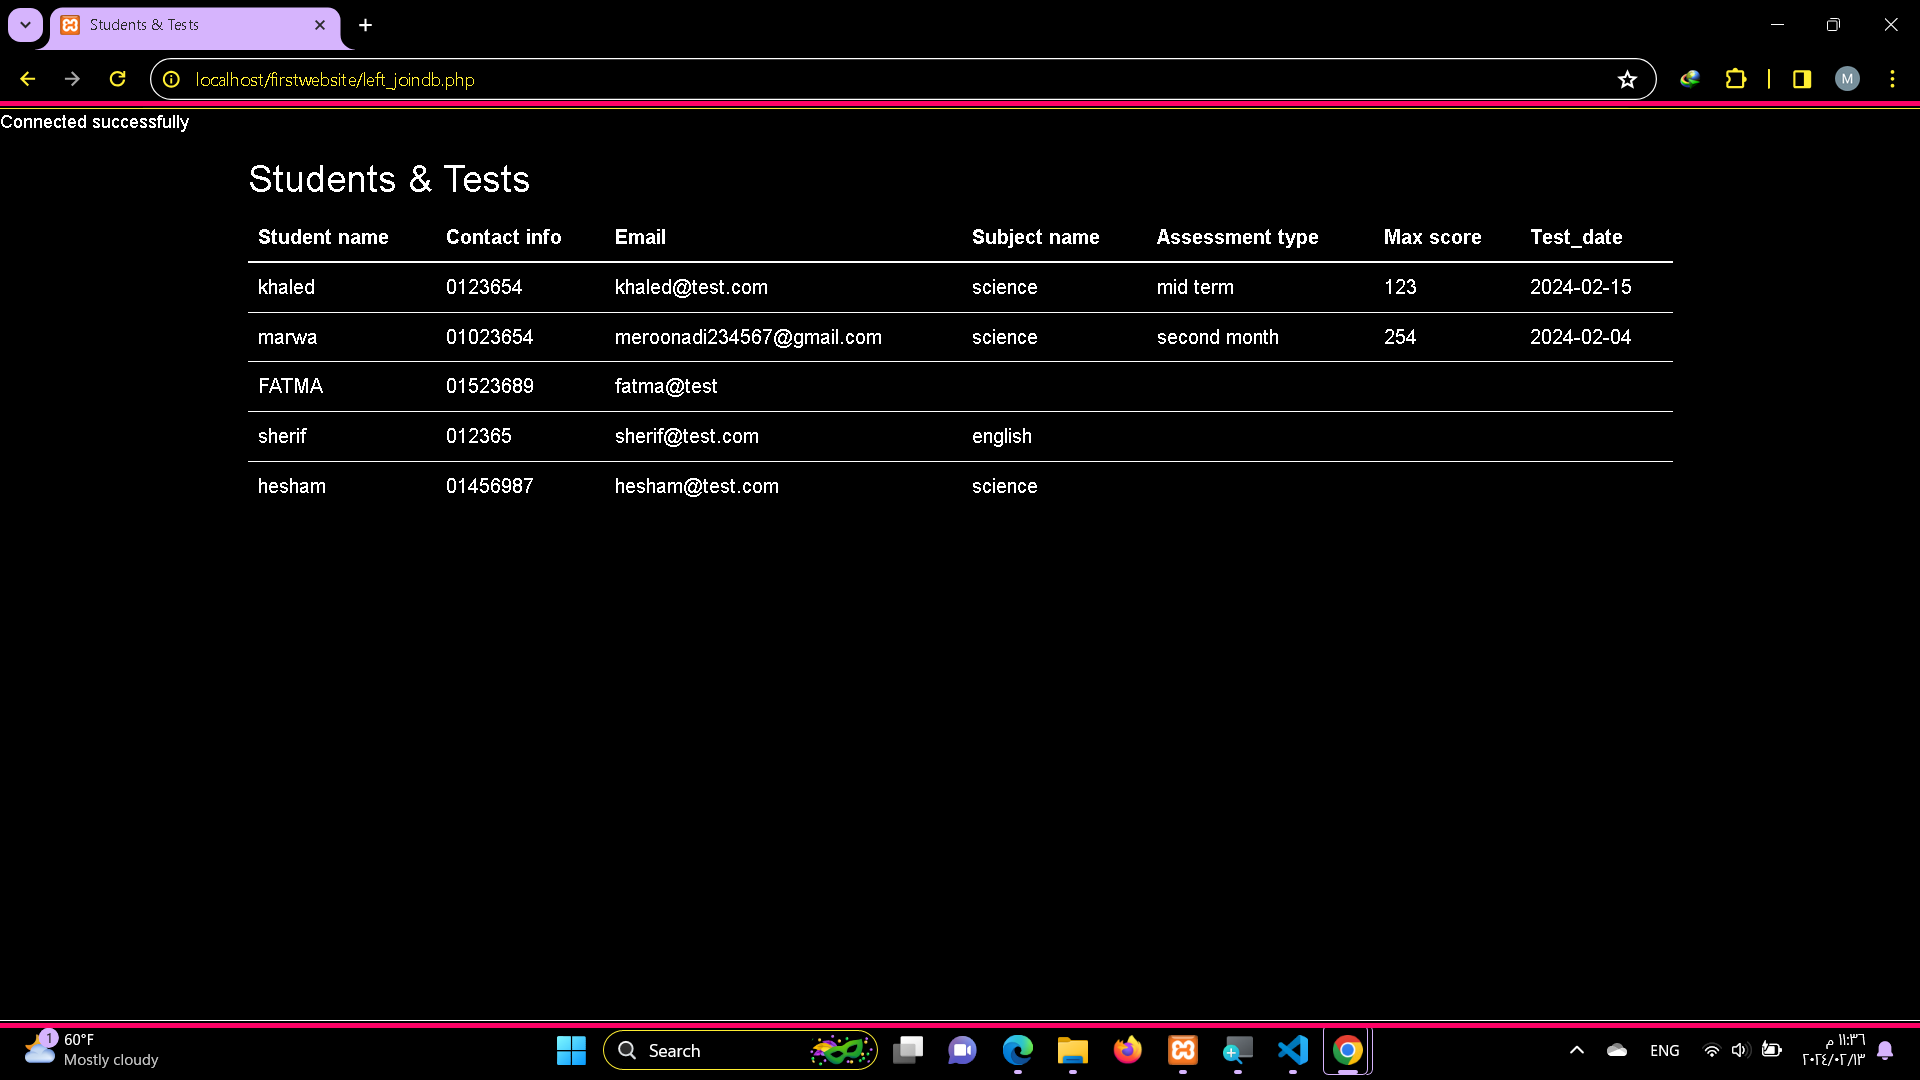 Students & Tests
localhost/firstwebsite/left_joindb.php
M
Connected successfully
Students & Tests
Student name Contact info Email Subject name Assessment type Max score Test_date
khaled 0123654 khaled@test.com science mid term 123 2024-02-15
marwa 01023654 meroonadi234567@gmail.com science second month 254 2024-02-04
FATMA 01523689 fatma@test
sherif 012365 sherif@test.com english
hesham 01456987 hesham@test.com science
1
60°F
Mostly cloudy
Search
ENG
١١:٣٦ م
٢٠٢٤/٠٢/١٣